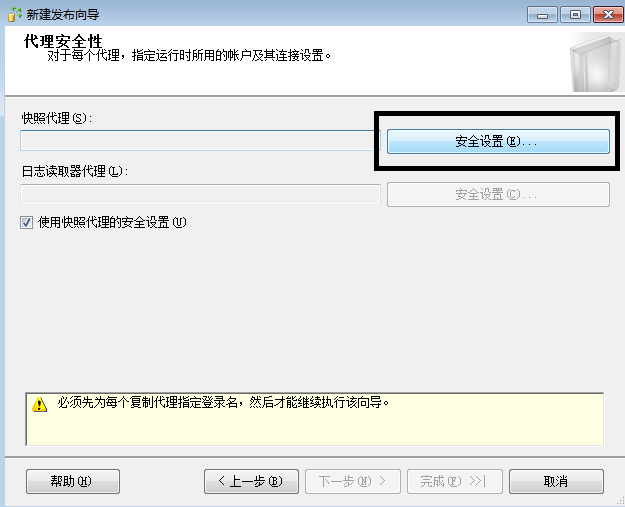 新建发布向导
代理安全性
对于每个代理，指定运行时所用的帐户及其连接设置。
快照代理(S):
安全设置(E)...
日志读取器代理(L):
安全设置(C)...
使用快照代理的安全设置(U)
必须先为每个复制代理指定登录名，然后才能继续执行该向导。
帮助(H)
< 上一步(B)
下一步(N) >
完成(F) >>|
取消